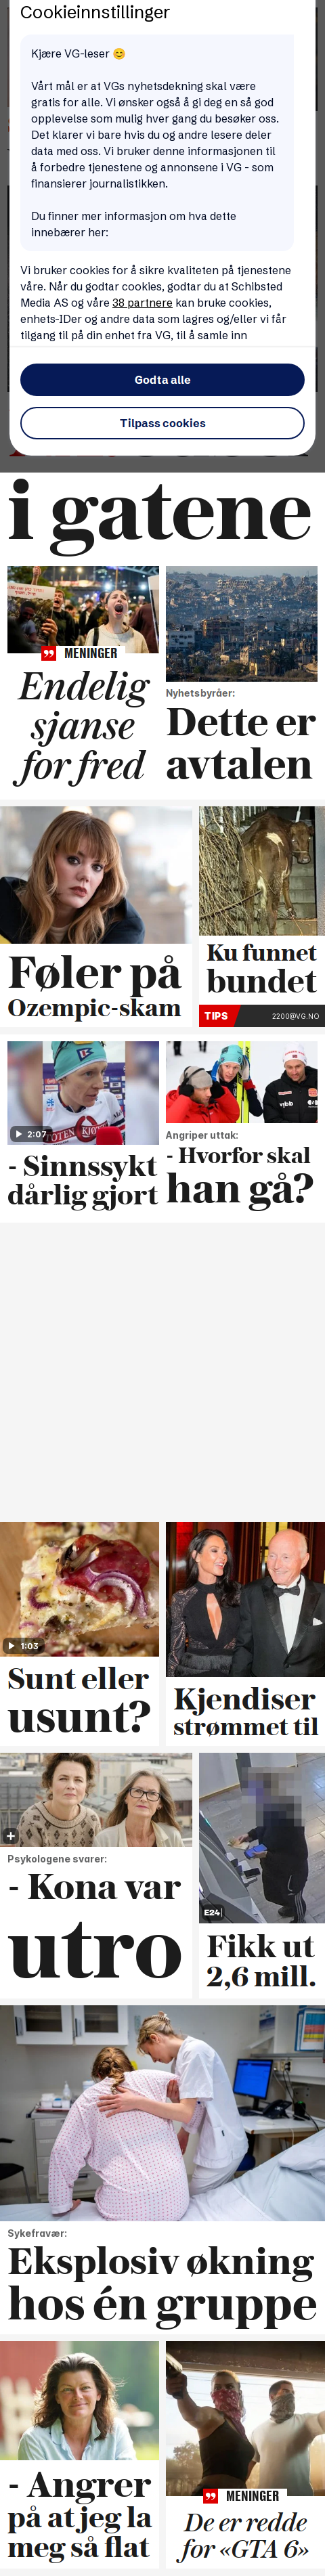 Cookieinnstillinger
Kjære VG-leser 😊
Vårt mål er at VGs nyhetsdekning skal være
gratis for alle. Vi ønsker også å gi deg en så god
opplevelse som mulig hver gang du besøker oss.
Det klarer vi bare hvis du og andre lesere deler
data med oss. Vi bruker denne informasjonen til
å forbedre tjenestene og annonsene i VG - som
finansierer journalistikken.
Du finner mer informasjon om hva dette
innebærer her:
Vi bruker cookies for å sikre kvaliteten på tjenestene
våre. Når du godtar cookies, godtar du at Schibsted
Media AS og våre 38 partnere kan bruke cookies,
enhets-IDer og andre data som lagres og/eller vi får
tilgang til på din enhet fra VG, til å samle inn
Godta alle
Tilpass cookies
i gatene
MENINGER
Endelig
sjanse
for fred
Nyhetsbyråer:
Dette er
avtalen
Føler på
Ozempic-skam
Ku funnet
bundet
TIPS
2200@VG.NO
2:07
- Sinnssykt
dårlig gjort
Angriper uttak:
- Hvorfor skal
han gå?
1:03
Sunt eller
usunt?
Kjendiser
strømmet til
Psykologene svarer:
- Kona var
utro
E24
Fikk ut
2,6 mill.
Sykefravær:
Eksplosiv økning
hos én gruppe
- Angrer
på at jeg la
meg så flat
MENINGER
De er redde
for «GTA 6»